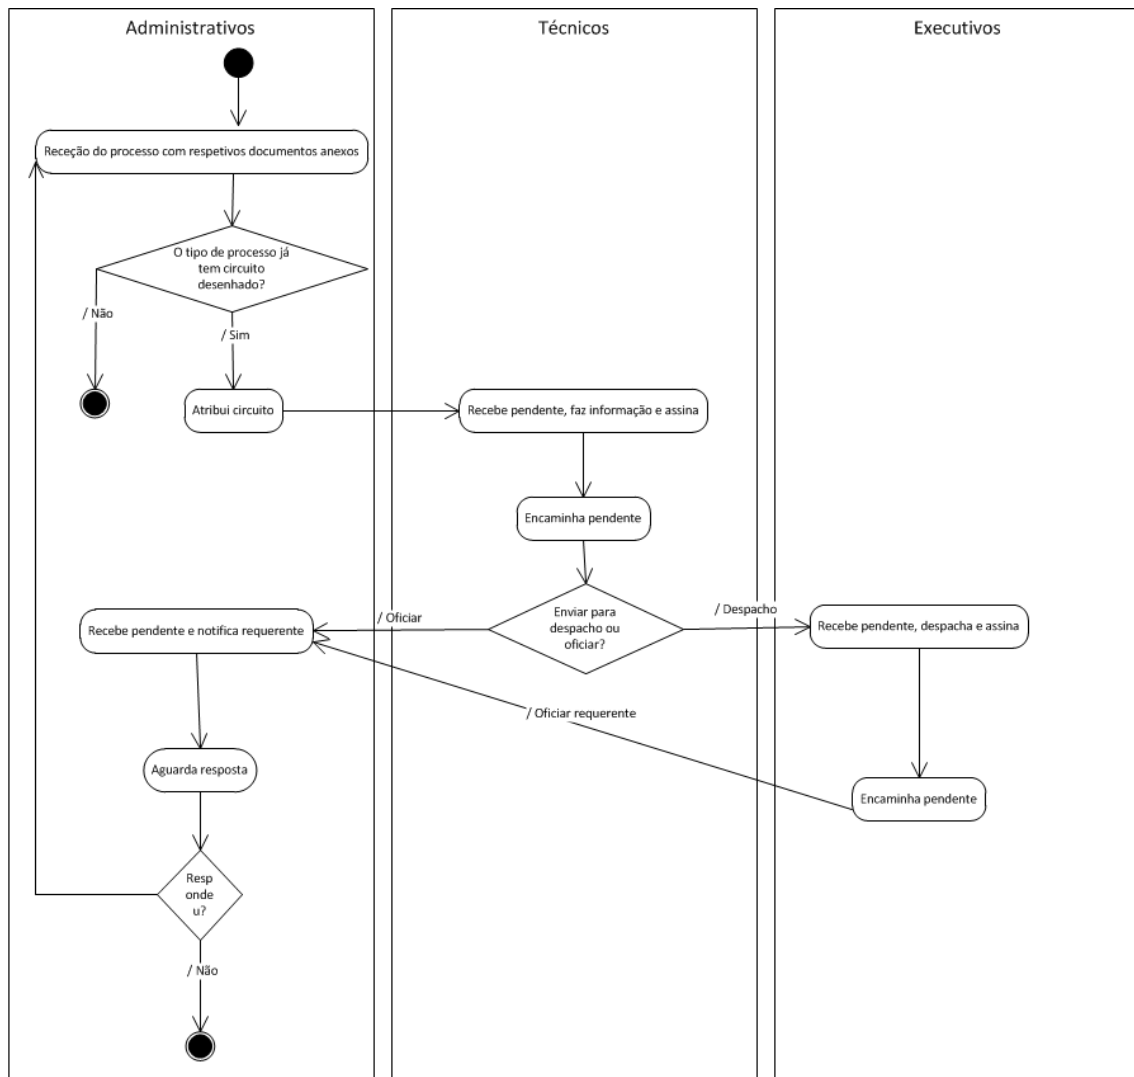 Administrativos
Técnicos
Executivos
Receção do processo com respetivos documentos anexos
O tipo de processo já
tem circuito
desenhado?
/ Não
/ Sim
Atribui circuito
Recebe pendente, faz informação e assina
Encaminha pendente
Enviar para
despacho ou
oficiar?
/ Oficiar
/ Despacho
Recebe pendente e notifica requerente
Recebe pendente, despacha e assina
/ Oficiar requerente
Aguarda resposta
Encaminha pendente
Resp
onde
u?
/ Não